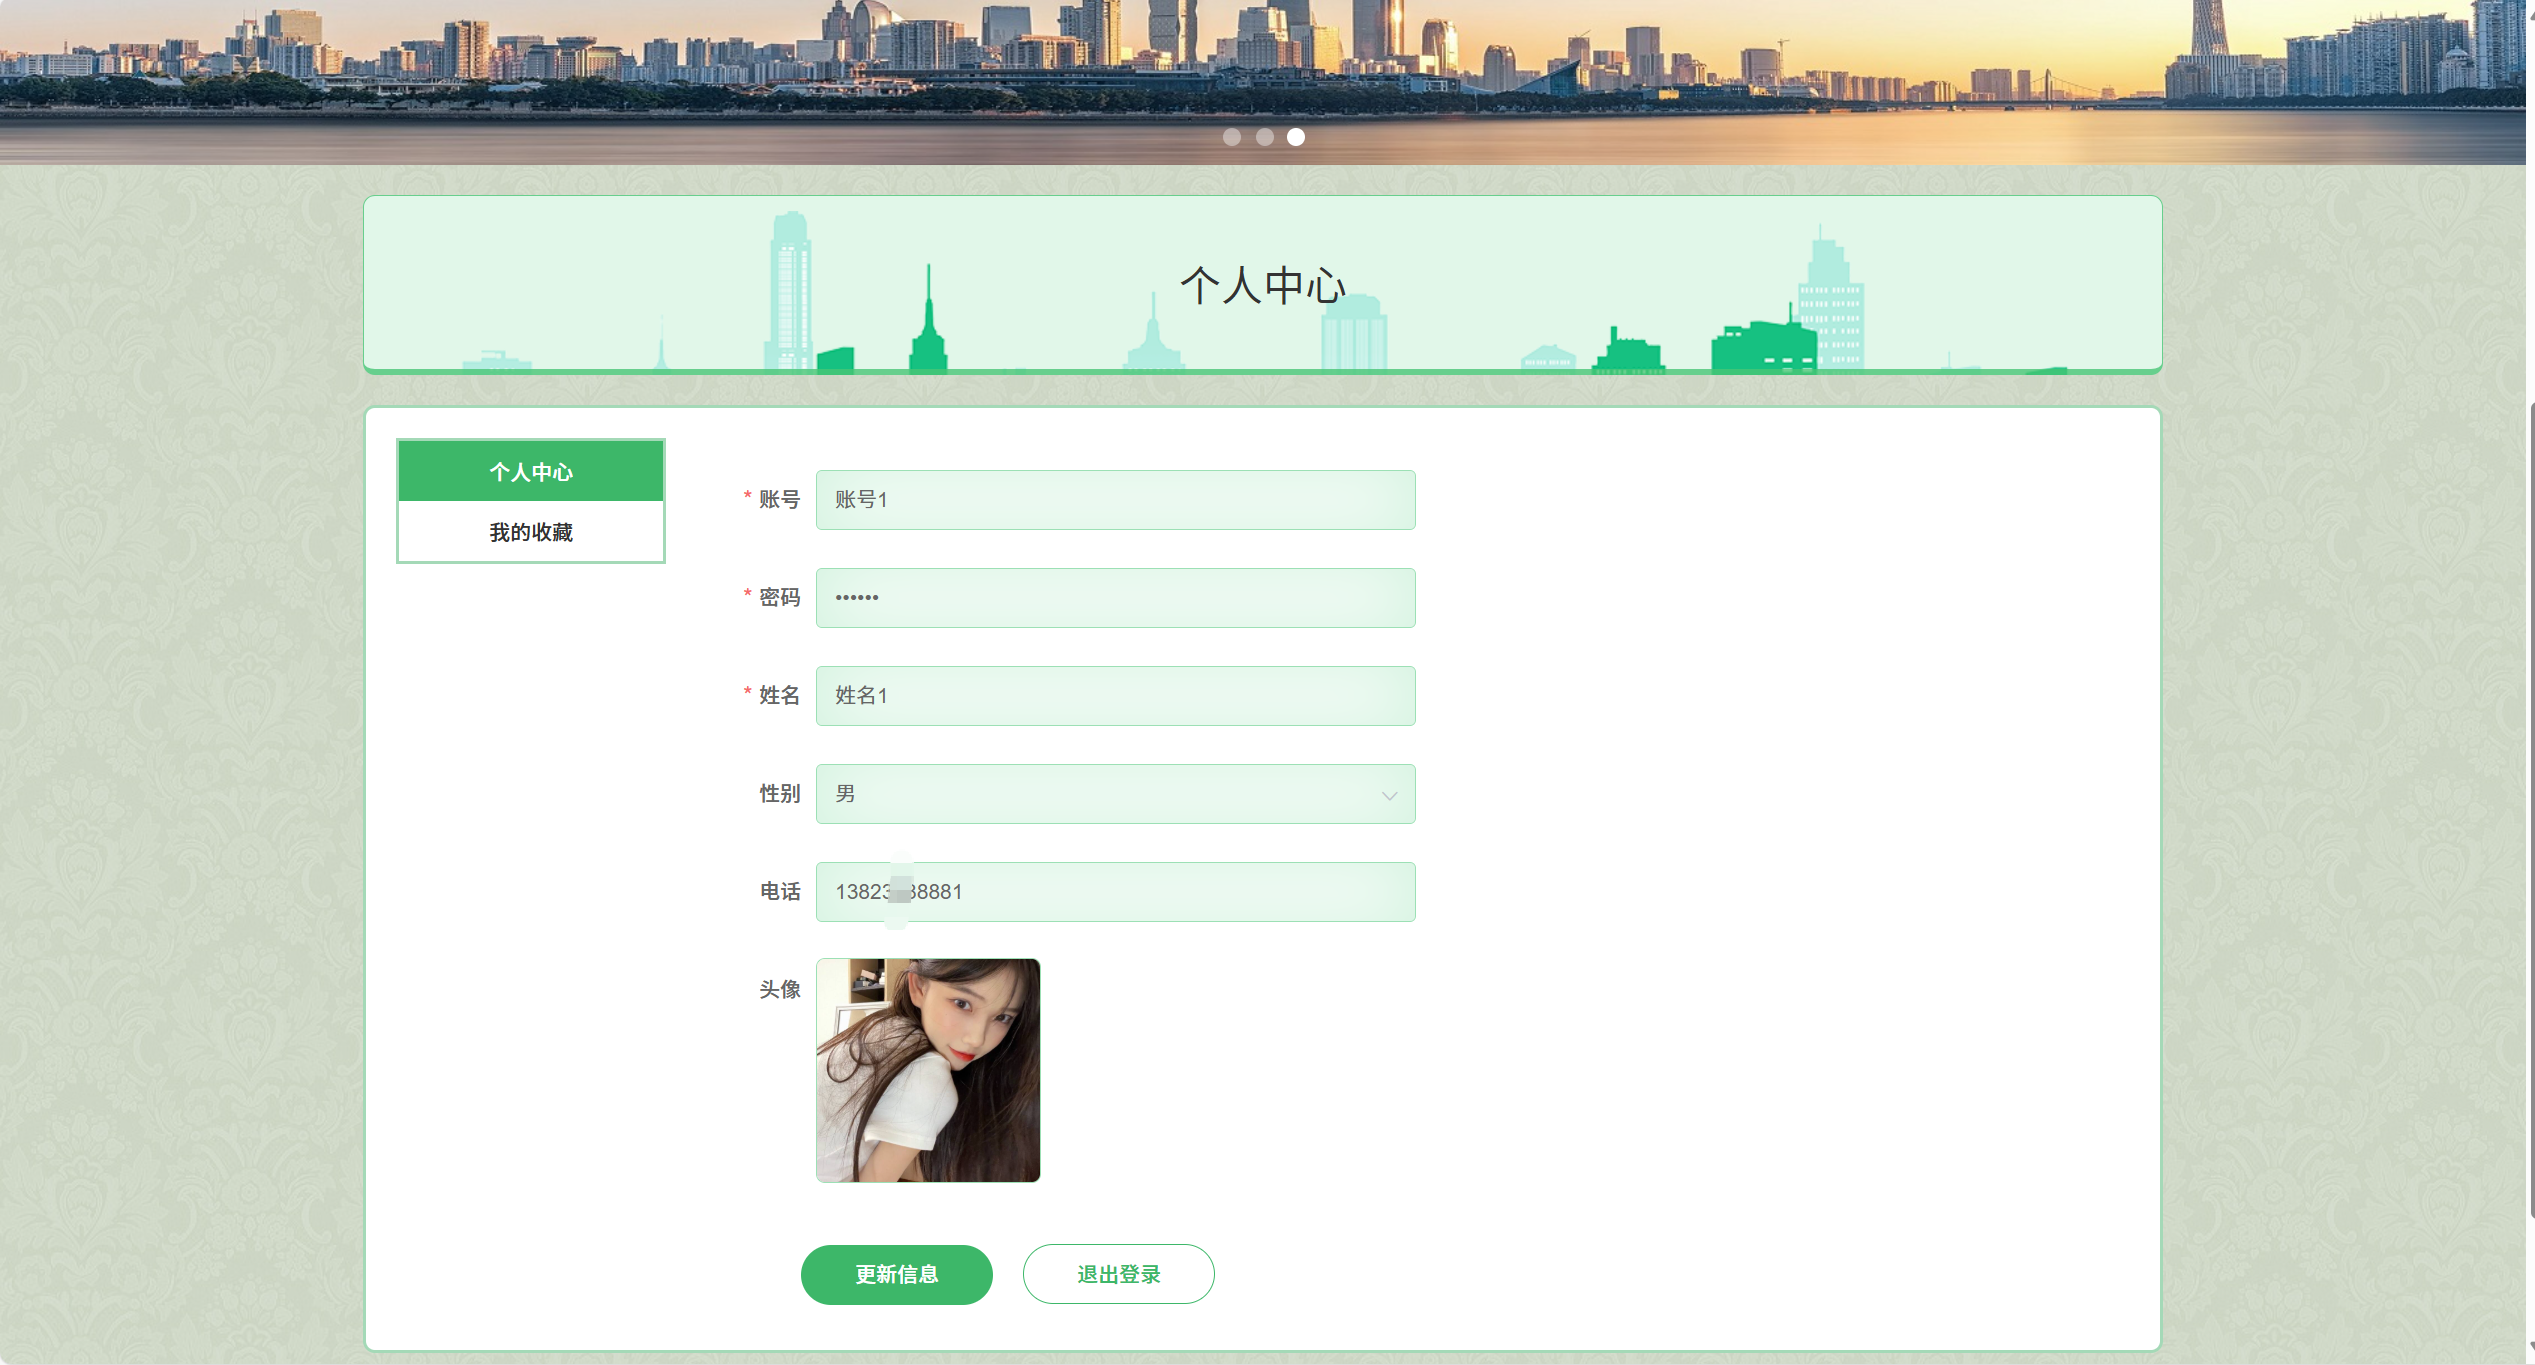 个人中心
个人中心
我的收藏
* 账号 账号1
* 密码 ••••••
* 姓名 姓名1
性别 男
电话 13823 38881
头像
更新信息 退出登录